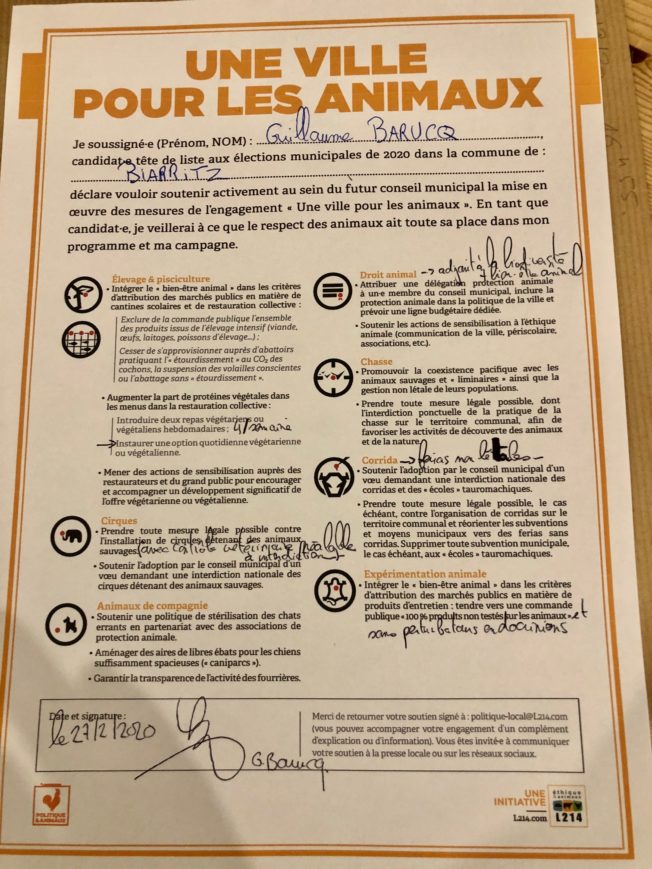 UNE VILLE
POUR LES ANIMAUX
Je soussigné·e (Prénom, NOM) : Guillaume BARUCQ,
candidat·e tête de liste aux élections municipales de 2020 dans la commune de :
BIARRITZ
déclare vouloir soutenir activement au sein du futur conseil municipal la mise en
œuvre des mesures de l'engagement « Une ville pour les animaux ». En tant que
candidat·e, je veillerai à ce que le respect des animaux ait toute sa place dans mon
programme et ma campagne.
Élevage & pisciculture
• Intégrer le « bien-être animal » dans les critères
d'attribution des marchés publics en matière de
cantines scolaires et de restauration collective :
Exclure de la commande publique l'ensemble
des produits issus de l'élevage intensif (viande,
œufs, laitages, poissons d'élevage...) ;
Cesser de s'approvisionner auprès d'abattoirs
pratiquant l'« étourdissement » au CO₂ des
cochons, la suspension des volailles conscientes
ou l'abattage sans « étourdissement ».
• Augmenter la part de protéines végétales dans
les menus dans la restauration collective :
Introduire deux repas végétariens ou
végétaliens hebdomadaires ; /semaine
→ Instaurer une option quotidienne végétarienne
ou végétalienne.
• Mener des actions de sensibilisation auprès des
restaurateurs et du grand public pour encourager
et accompagner un développement significatif de
l'offre végétarienne ou végétalienne.
Cirques
• Prendre toute mesure légale possible contre
l'installation de cirques détenant des animaux
sauvages (avec contrôle vétérinaire préalable
à interdiction)
• Soutenir l'adoption par le conseil municipal d'un
vœu demandant une interdiction nationale des
cirques détenant des animaux sauvages.
Animaux de compagnie
• Soutenir une politique de stérilisation des chats
errants en partenariat avec des associations de
protection animale.
• Aménager des aires de libres ébats pour les chiens
suffisamment spacieuses (« caniparcs »).
• Garantir la transparence de l'activité des fourrières.
Droit animal → adjoint à la biodiversité
bien-être animal
• Attribuer une délégation protection animale
à un·e membre du conseil municipal, inclure la
protection animale dans la politique de la ville et
prévoir une ligne budgétaire dédiée.
• Soutenir les actions de sensibilisation à l'éthique
animale (communication de la ville, périscolaire,
associations, etc.).
Chasse
• Promouvoir la coexistence pacifique avec les
animaux sauvages et « liminaires » ainsi que la
gestion non létale de leurs populations.
• Prendre toute mesure légale possible, dont
l'interdiction ponctuelle de la pratique de la
chasse sur le territoire communal, afin de
favoriser les activités de découverte des animaux
et de la nature.
Corrida → ferias non létales
• Soutenir l'adoption par le conseil municipal d'un
vœu demandant une interdiction nationale des
corridas et des « écoles » tauromachiques.
• Prendre toute mesure légale possible, le cas
échéant, contre l'organisation de corridas sur le
territoire communal et réorienter les subventions
et moyens municipaux vers des ferias sans
corridas. Supprimer toute subvention municipale,
le cas échéant, aux « écoles » tauromachiques.
Expérimentation animale
• Intégrer le « bien-être animal » dans les critères
d'attribution des marchés publics en matière de
produits d'entretien : tendre vers une commande
publique « 100 % produits non testés sur les animaux » et
sans perturbateurs endocriniens
Date et signature :
le 27/2/2020
G Barucq
Merci de retourner votre soutien signé à : politique-local@L214.com
(vous pouvez accompagner votre engagement d'un complément
d'explication ou d'information). Vous êtes invité·e à communiquer
votre soutien à la presse locale ou sur les réseaux sociaux.
POLITIQUE
& ANIMAUX
UNE
INITIATIVE
L214.com
éthique
& animaux
L214